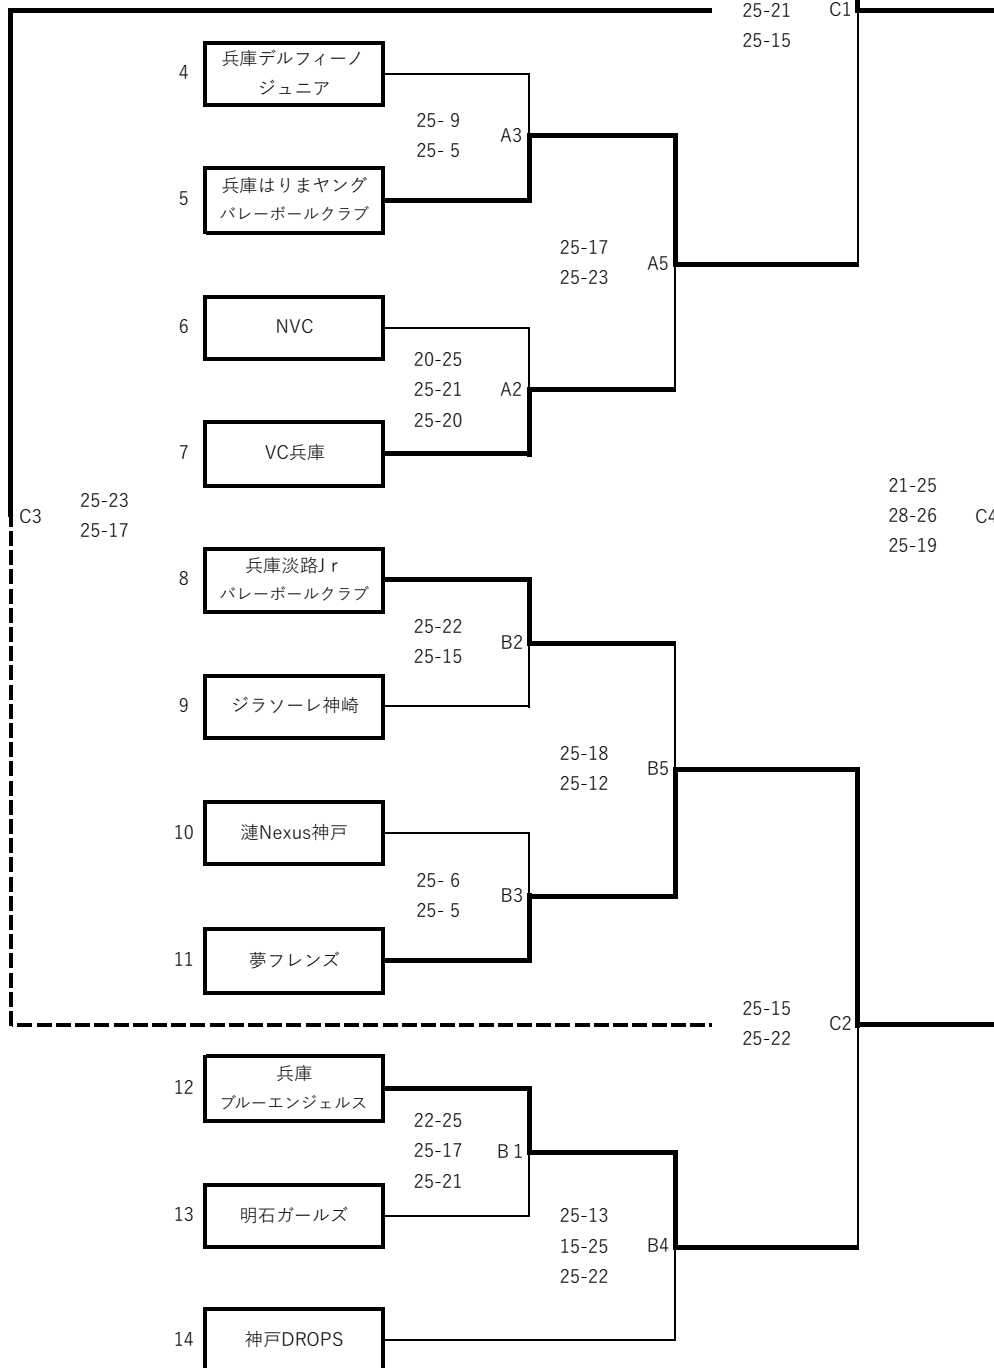 25-21
C1
25-15
4
兵庫デルフィーノ
ジュニア
25- 9
25- 5
A3
5
兵庫はりまヤング
バレーボールクラブ
25-17
25-23
A5
6
NVC
20-25
25-21
25-20
A2
7
VC兵庫
C3
25-23
25-17
21-25
28-26
25-19
C4
8
兵庫淡路Jｒ
バレーボールクラブ
25-22
25-15
B2
9
ジラソーレ神崎
25-18
25-12
B5
10
漣Nexus神戸
25- 6
25- 5
B3
11
夢フレンズ
25-15
25-22
C2
12
兵庫
ブルーエンジェルス
22-25
25-17
25-21
B１
13
明石ガールズ
25-13
15-25
25-22
B4
14
神戸DROPS